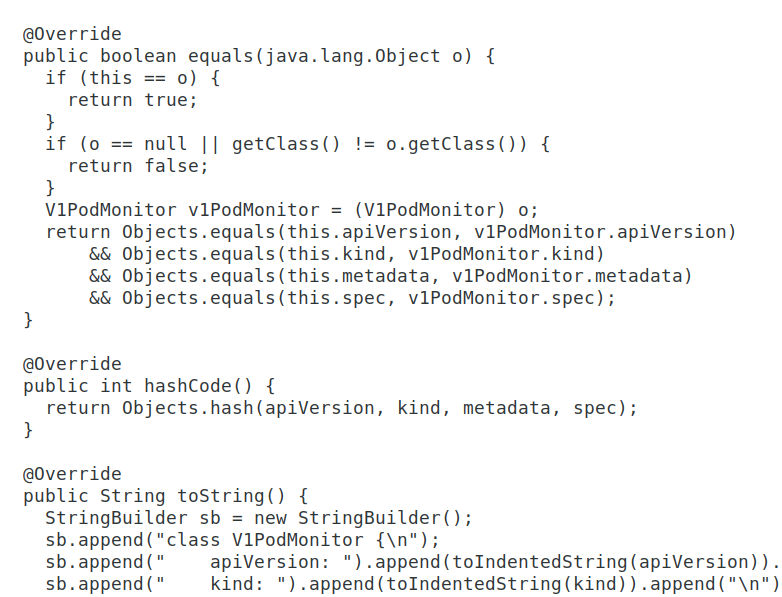 @Override
public boolean equals(java.lang.Object o) {
  if (this == o) {
    return true;
  }
  if (o == null || getClass() != o.getClass()) {
    return false;
  }
  V1PodMonitor v1PodMonitor = (V1PodMonitor) o;
  return Objects.equals(this.apiVersion, v1PodMonitor.apiVersion)
      && Objects.equals(this.kind, v1PodMonitor.kind)
      && Objects.equals(this.metadata, v1PodMonitor.metadata)
      && Objects.equals(this.spec, v1PodMonitor.spec);
}

@Override
public int hashCode() {
  return Objects.hash(apiVersion, kind, metadata, spec);
}

@Override
public String toString() {
  StringBuilder sb = new StringBuilder();
  sb.append("class V1PodMonitor {\n");
  sb.append("    apiVersion: ").append(toIndentedString(apiVersion)).
  sb.append("    kind: ").append(toIndentedString(kind)).append("\n")